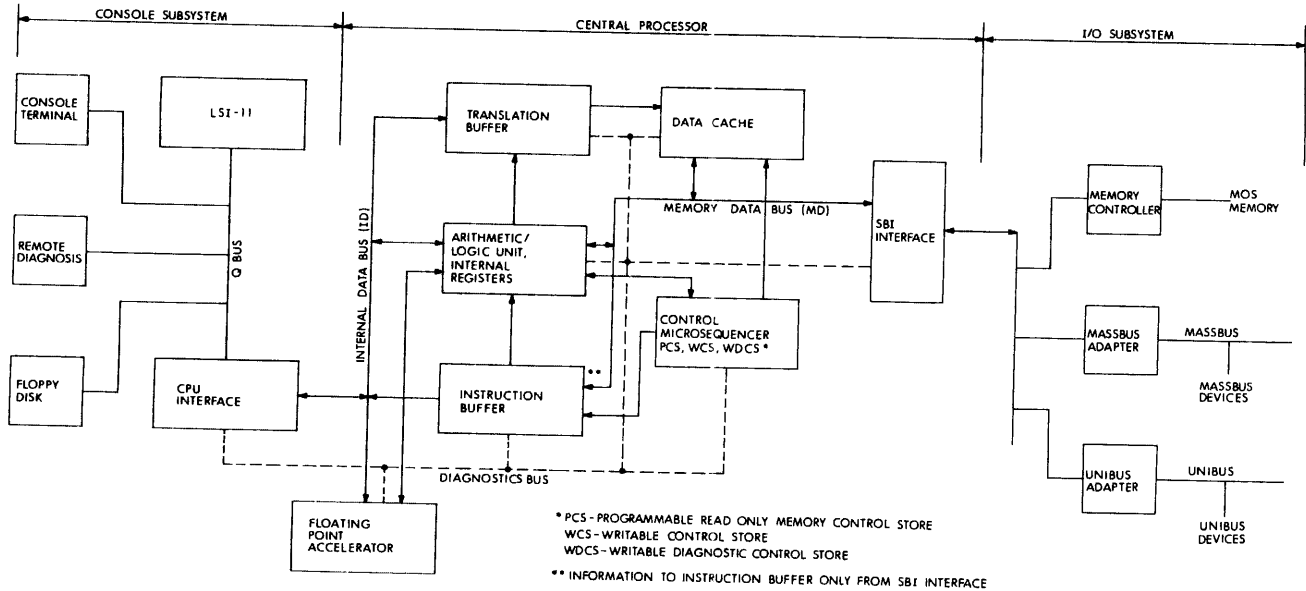 CONSOLE SUBSYSTEM
CENTRAL PROCESSOR
I/O SUBSYSTEM
CONSOLE
TERMINAL
LSI-11
TRANSLATION
BUFFER
DATA CACHE
REMOTE
DIAGNOSIS
Q BUS
INTERNAL DATA BUS (ID)
ARITHMETIC/
LOGIC UNIT,
INTERNAL
REGISTERS
MEMORY DATA BUS (MD)
SBI
INTERFACE
MEMORY
CONTROLLER
MOS
MEMORY
FLOPPY
DISK
CPU
INTERFACE
INSTRUCTION
BUFFER
**
CONTROL
MICROSEQUENCER
PCS, WCS, WDCS *
MASSBUS
ADAPTER
MASSBUS
MASSBUS
DEVICES
DIAGNOSTICS BUS
UNIBUS
ADAPTER
UNIBUS
UNIBUS
DEVICES
FLOATING
POINT
ACCELERATOR
* PCS-PROGRAMMABLE READ ONLY MEMORY CONTROL STORE
WCS-WRITABLE CONTROL STORE
WDCS-WRITABLE DIAGNOSTIC CONTROL STORE
** INFORMATION TO INSTRUCTION BUFFER ONLY FROM SBI INTERFACE